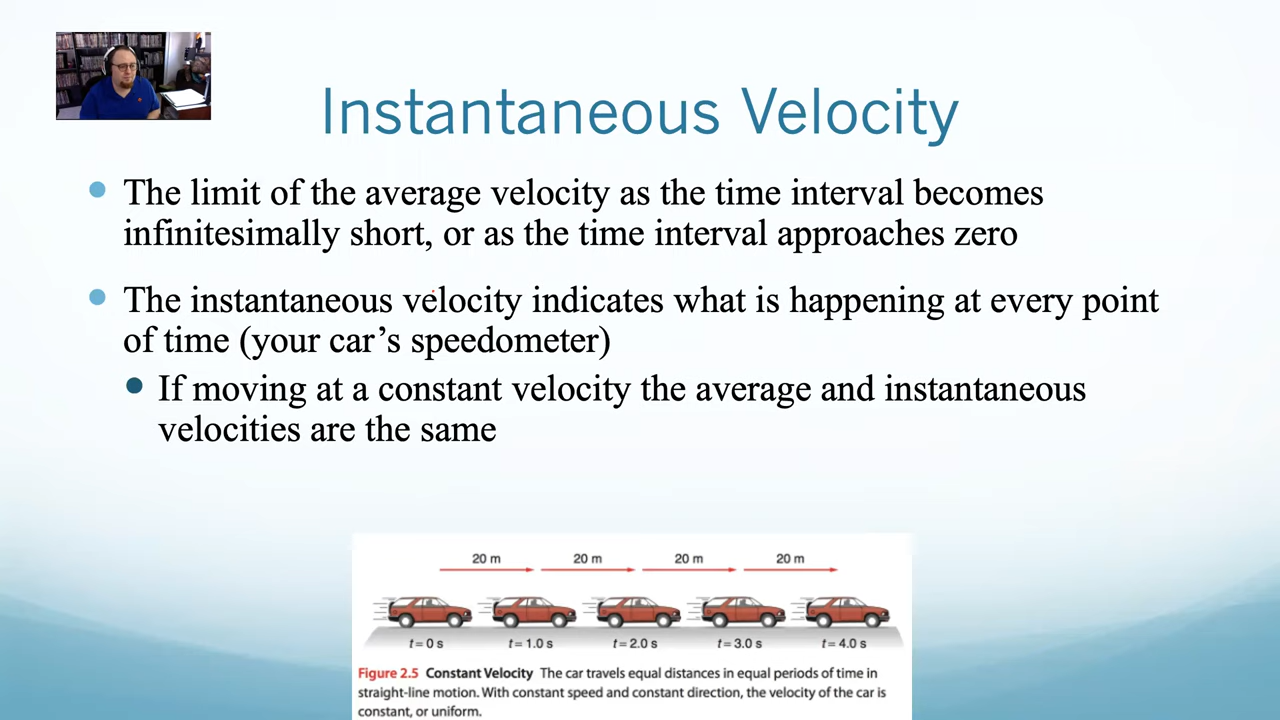 Instantaneous Velocity
The limit of the average velocity as the time interval becomes
infinitesimally short, or as the time interval approaches zero
The instantaneous velocity indicates what is happening at every point
of time (your car’s speedometer)
If moving at a constant velocity the average and instantaneous
velocities are the same
20 m 20 m 20 m 20 m
t = 0 s t = 1.0 s t = 2.0 s t = 3.0 s t = 4.0 s
Figure 2.5 Constant Velocity The car travels equal distances in equal periods of time in
straight-line motion. With constant speed and constant direction, the velocity of the car is
constant, or uniform.